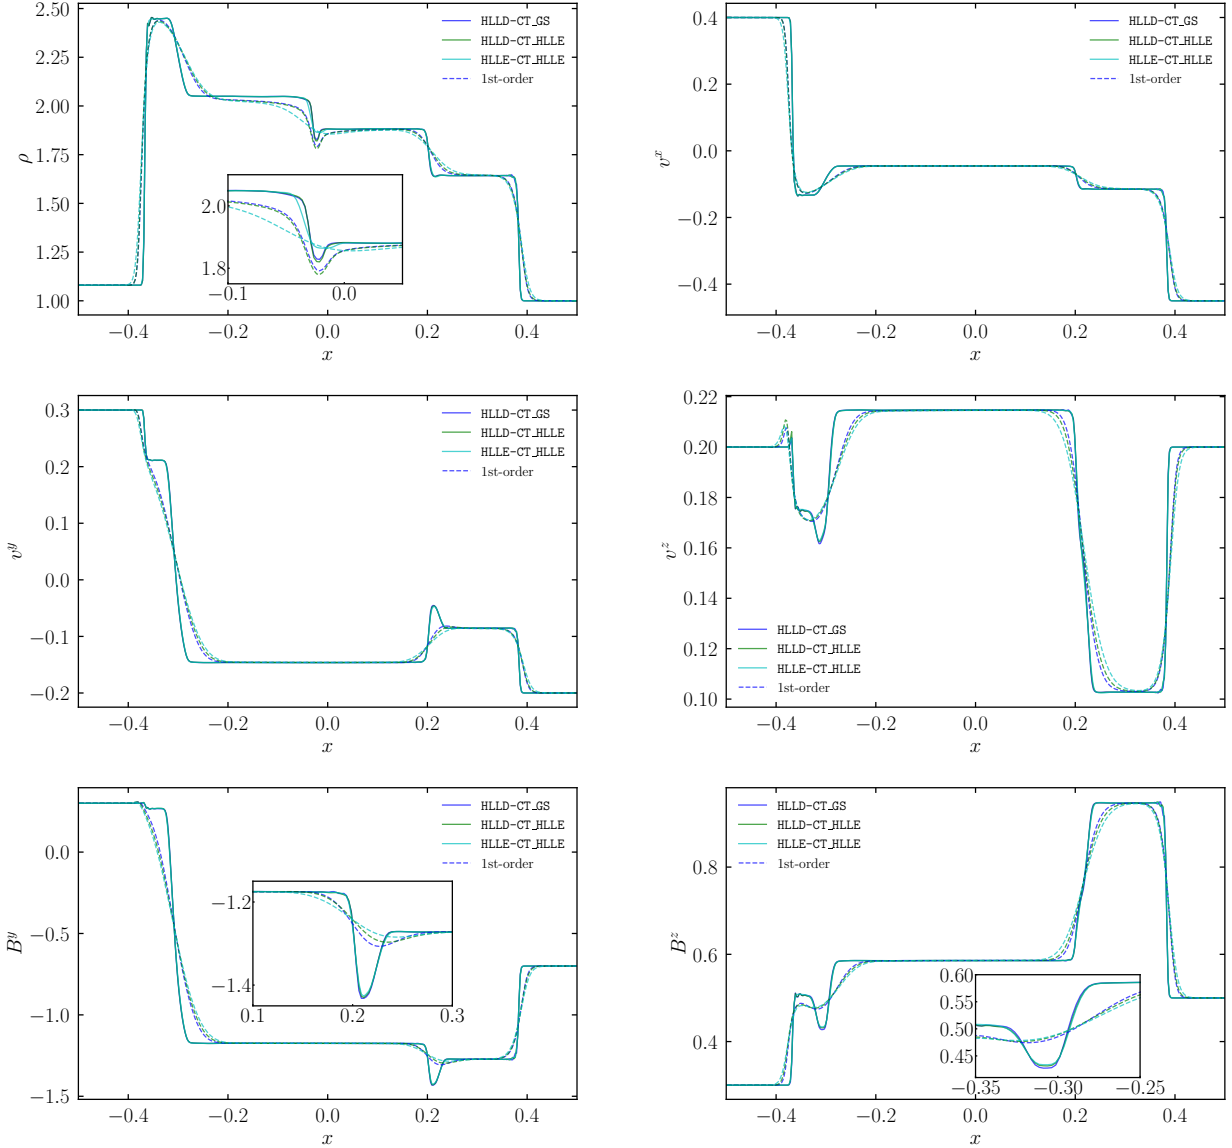 2.50
2.25
2.00
1.75
1.50
1.25
1.00
ρ
HLLD-CT_GS
HLLD-CT_HLLE
HLLE-CT_HLLE
1st-order
2.0
1.8
−0.1 0.0
−0.4 −0.2 0.0 0.2 0.4
x
0.4
0.2
0.0
−0.2
−0.4
v^x
HLLD-CT_GS
HLLD-CT_HLLE
HLLE-CT_HLLE
1st-order
−0.4 −0.2 0.0 0.2 0.4
x
0.3
0.2
0.1
0.0
−0.1
−0.2
v^y
HLLD-CT_GS
HLLD-CT_HLLE
HLLE-CT_HLLE
1st-order
−0.4 −0.2 0.0 0.2 0.4
x
0.22
0.20
0.18
0.16
0.14
0.12
0.10
v^z
HLLD-CT_GS
HLLD-CT_HLLE
HLLE-CT_HLLE
1st-order
−0.4 −0.2 0.0 0.2 0.4
x
0.0
−0.5
−1.0
−1.5
B^y
HLLD-CT_GS
HLLD-CT_HLLE
HLLE-CT_HLLE
1st-order
−1.2
−1.4
0.1 0.2 0.3
−0.4 −0.2 0.0 0.2 0.4
x
0.8
0.6
0.4
B^z
HLLD-CT_GS
HLLD-CT_HLLE
HLLE-CT_HLLE
1st-order
0.60
0.55
0.50
0.45
−0.35 −0.30 −0.25
−0.4 −0.2 0.0 0.2 0.4
x